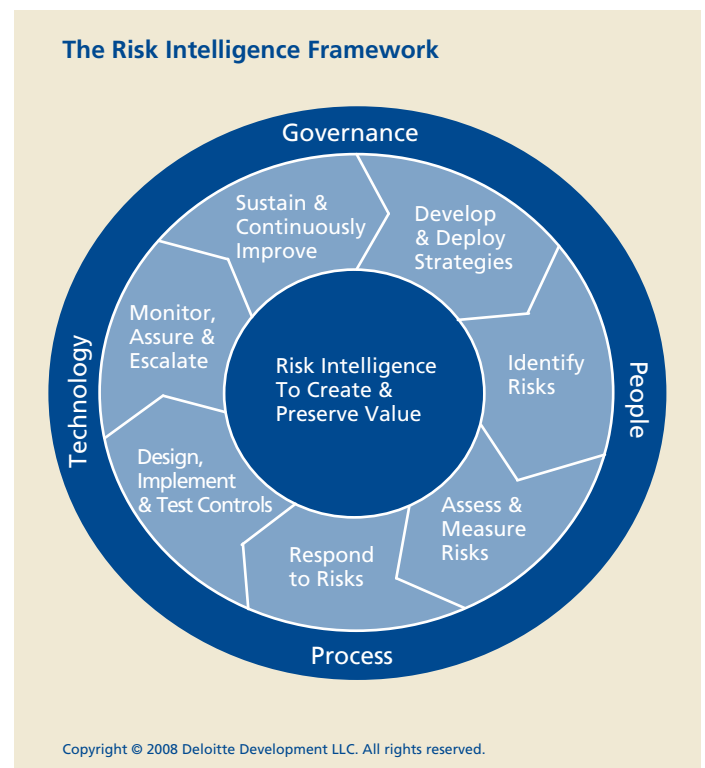 The Risk Intelligence Framework
Governance
Sustain &
Continuously
Improve
Develop
& Deploy
Strategies
Monitor,
Assure &
Escalate
Technology
Risk Intelligence
To Create &
Preserve Value
Identify
Risks
People
Design,
Implement
& Test Controls
Assess &
Measure
Risks
Respond
to Risks
Process
Copyright © 2008 Deloitte Development LLC. All rights reserved.